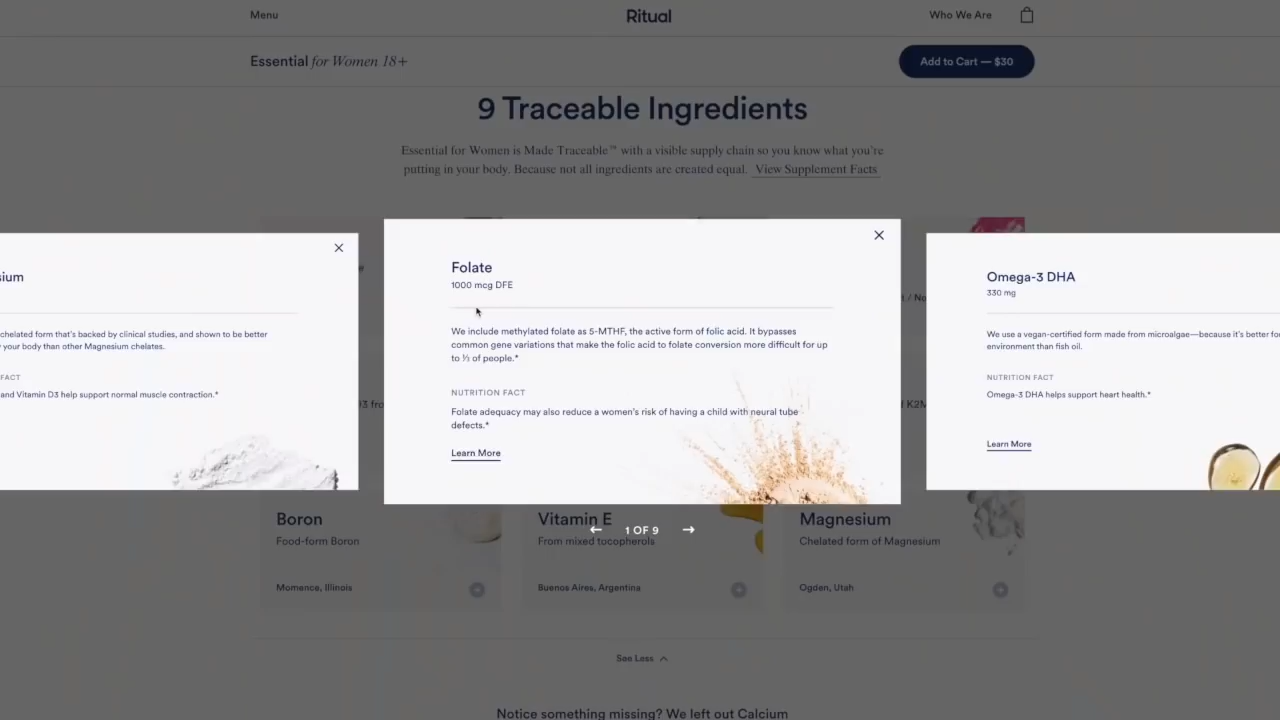 Menu
Ritual
Who We Are
Essential for Women 18+
Add to Cart — $30
9 Traceable Ingredients
Essential for Women is Made Traceable™ with a visible supply chain so you know what you're
putting in your body. Because not all ingredients are created equal. View Supplement Facts
sium
chelated form that's backed by clinical studies, and shown to be better
your body than other Magnesium chelates.
FACT
and Vitamin D3 help support normal muscle contraction.*
Folate
1000 mcg DFE
We include methylated folate as 5-MTHF, the active form of folic acid. It bypasses
common gene variations that make the folic acid to folate conversion more difficult for up
to ⅓ of people.*
NUTRITION FACT
Folate adequacy may also reduce a women's risk of having a child with neural tube
defects.*
Learn More
Omega-3 DHA
330 mg
We use a vegan-certified form made from microalgae—because it's better for
environment than fish oil.
NUTRITION FACT
Omega-3 DHA helps support heart health.*
Learn More
1 OF 9
Boron
Food-form Boron
Momence, Illinois
Vitamin E
From mixed tocopherols
Buenos Aires, Argentina
Magnesium
Chelated form of Magnesium
Ogden, Utah
See Less
Notice something missing? We left out Calcium